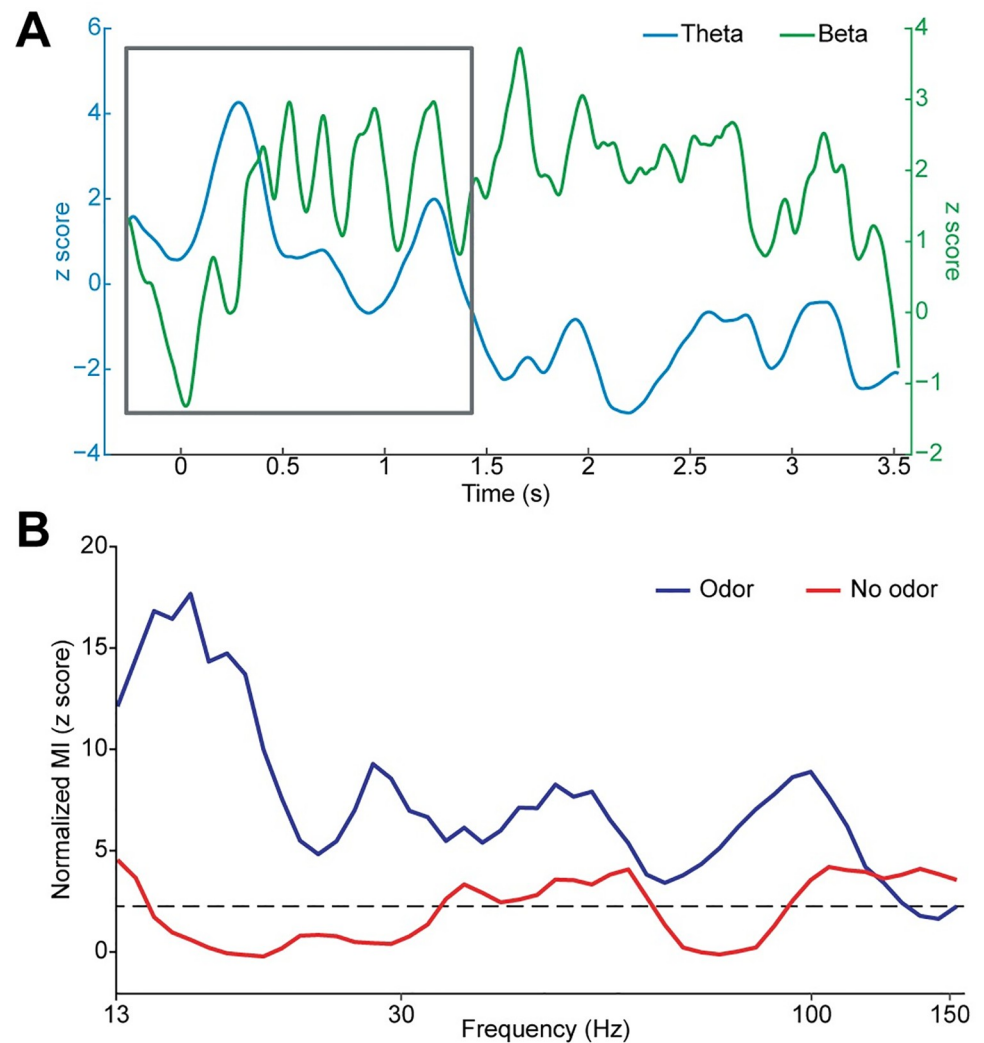 A
Theta Beta
6
4
2
0
−2
−4
z score
4
3
2
1
0
−1
−2
z score
0 0.5 1 1.5 2 2.5 3 3.5
Time (s)
B
Odor No odor
20
15
10
5
0
Normalized MI (z score)
13 30 100 150
Frequency (Hz)